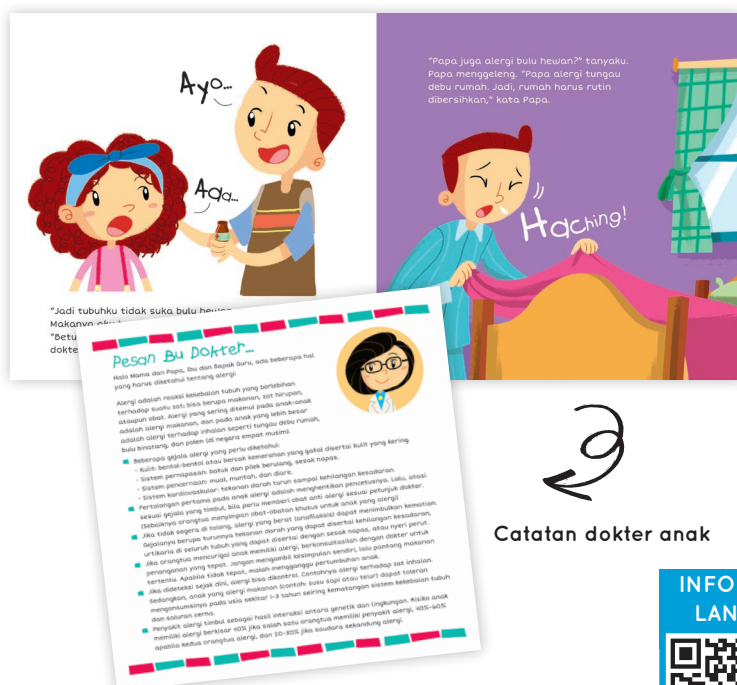 Ayo...
Ada...
"Jadi tubuhku tidak suka bulu hewan
Makanya aku
"Betu
dokte
"Papa juga alergi bulu hewan?" tanyaku.
Papa menggeleng. "Papa alergi tungau
debu rumah. Jadi, rumah harus rutin
dibersihkan," kata Papa.
Haching!
Pesan Bu Dokter...
Halo Mama dan Papa, Ibu dan Bapak Guru, ada beberapa hal
yang harus diketahui tentang alergi:
Alergi adalah reaksi kekebalan tubuh yang berlebihan
terhadap suatu zat; bisa berupa makanan, zat hirupan,
ataupun obat. Alergi yang sering ditemui pada anak-anak
adalah alergi makanan, dan pada anak yang lebih besar
adalah alergi terhadap inhalan seperti tungau debu rumah,
bulu binatang, dan polen (di negara empat musim).
Beberapa gejala alergi yang perlu diketahui:
- Kulit: bentol-bentol atau bercak kemerahan yang gatal disertai kulit yang kering.
- Sistem pernapasan: batuk dan pilek berulang, sesak napas.
- Sistem pencernaan: mual, muntah, dan diare.
- Sistem kardiovaskular: tekanan darah turun sampai kehilangan kesadaran.
Pertolongan pertama pada anak alergi adalah menghentikan pencetusnya. Lalu, atasi
sesuai gejala yang timbul, bila perlu memberi obat anti alergi sesuai petunjuk dokter.
(Sebaiknya orangtua menyimpan obat-obatan khusus untuk anak yang alergi)
Jika tidak segera di tolong, alergi yang berat (anafilaksis) dapat menimbulkan kematian.
Gejalanya berupa turunnya tekanan darah yang dapat disertai kehilangan kesadaran,
urtikaria di seluruh tubuh yang dapat disertai dengan sesak napas, atau nyeri perut.
Jika orangtua mencurigai anak memiliki alergi, berkonsultasilah dengan dokter untuk
penanganan yang tepat. Jangan mengambil kesimpulan sendiri, lalu pantang makanan
tertentu. Apabila tidak tepat, malah mengganggu pertumbuhan anak.
Jika dideteksi sejak dini, alergi bisa dikontrol. Contohnya alergi terhadap zat inhalan.
Sedangkan, anak yang alergi makanan (contoh: susu sapi atau telur) dapat toleran
mengonsumsinya pada usia sekitar 1-3 tahun seiring kematangan sistem kekebalan tubuh
dan saluran cerna.
Penyakit alergi timbul sebagai hasil interaksi antara genetik dan lingkungan. Risiko anak
memiliki alergi berkisar 40% jika salah satu orangtua memiliki penyakit alergi, 40%-60%
apabila kedua orangtua alergi, dan 20-30% jika saudara sekandung alergi.
Catatan dokter anak
INFO
LAN